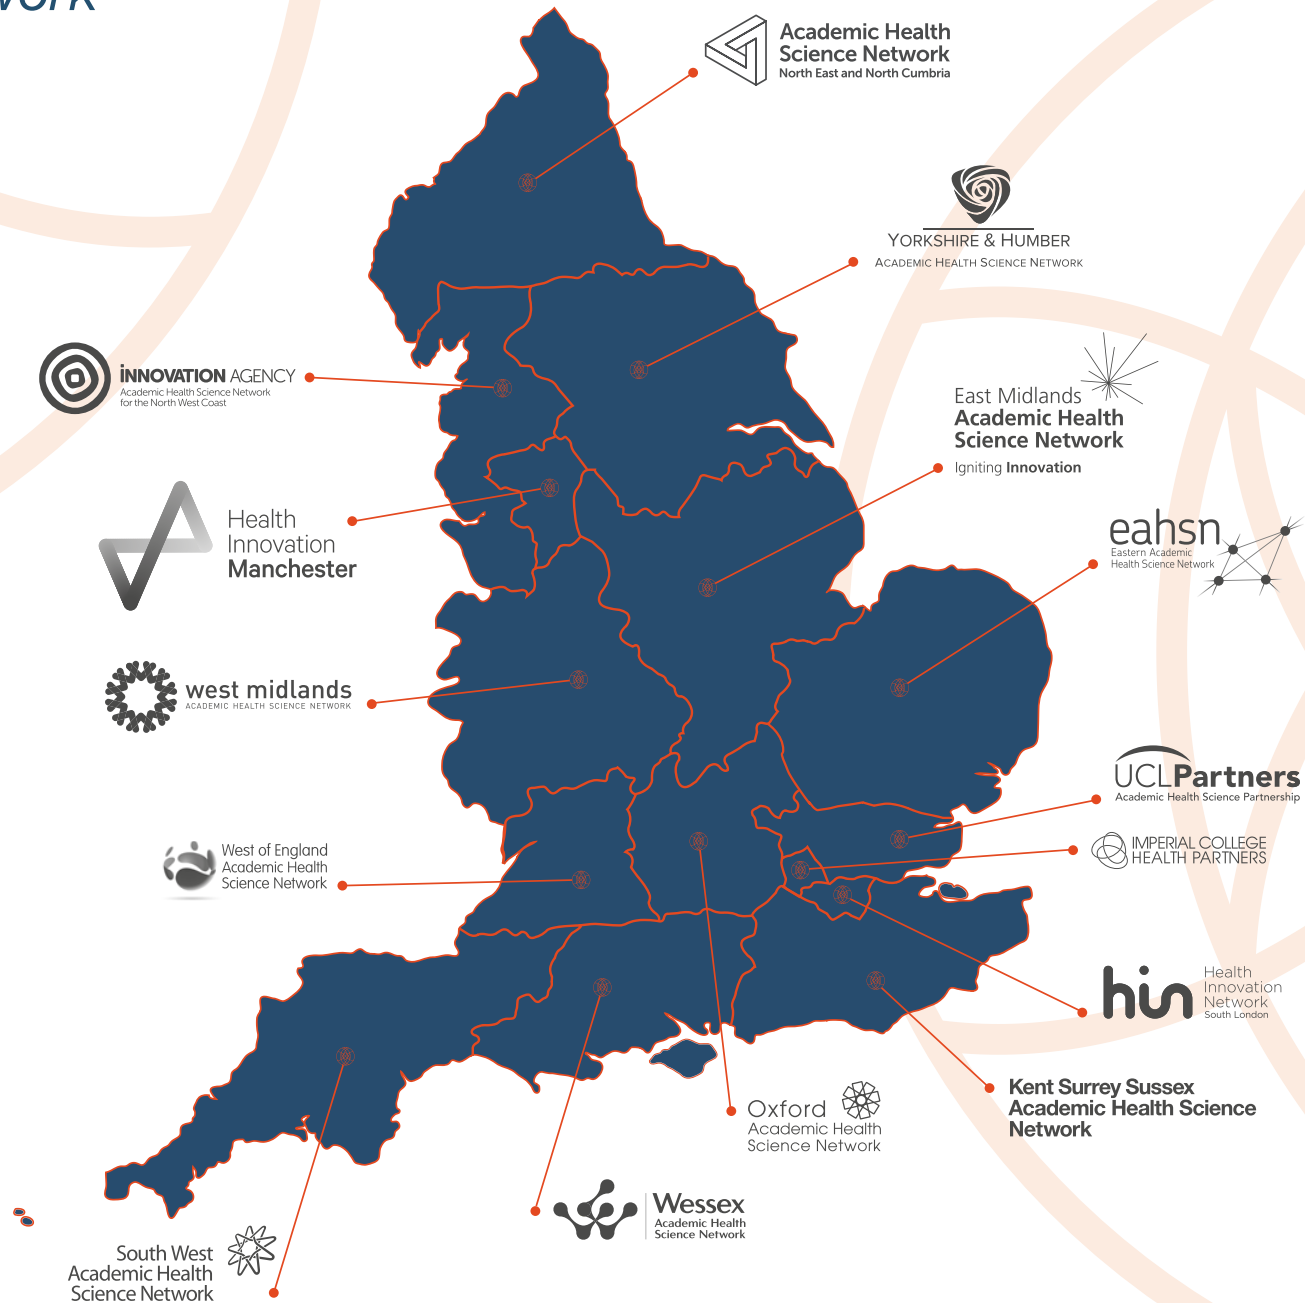 Academic Health
Science Network
North East and North Cumbria
YORKSHIRE & HUMBER
ACADEMIC HEALTH SCIENCE NETWORK
iNNOVATION AGENCY
Academic Health Science Network
for the North West Coast
East Midlands
Academic Health
Science Network
Igniting Innovation
Health
Innovation
Manchester
eahsn
Eastern Academic
Health Science Network
west midlands
ACADEMIC HEALTH SCIENCE NETWORK
UCLPartners
Academic Health Science Partnership
IMPERIAL COLLEGE
HEALTH PARTNERS
West of England
Academic Health
Science Network
hin
Health
Innovation
Network
South London
Kent Surrey Sussex
Academic Health Science
Network
Oxford
Academic Health
Science Network
Wessex
Academic Health
Science Network
South West
Academic Health
Science Network